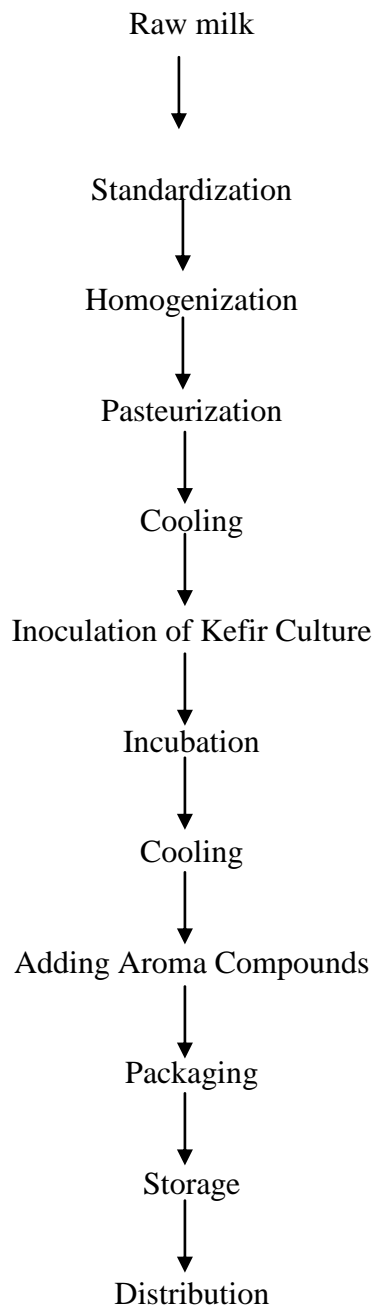 Raw milk
Standardization
Homogenization
Pasteurization
Cooling
Inoculation of Kefir Culture
Incubation
Cooling
Adding Aroma Compounds
Packaging
Storage
Distribution